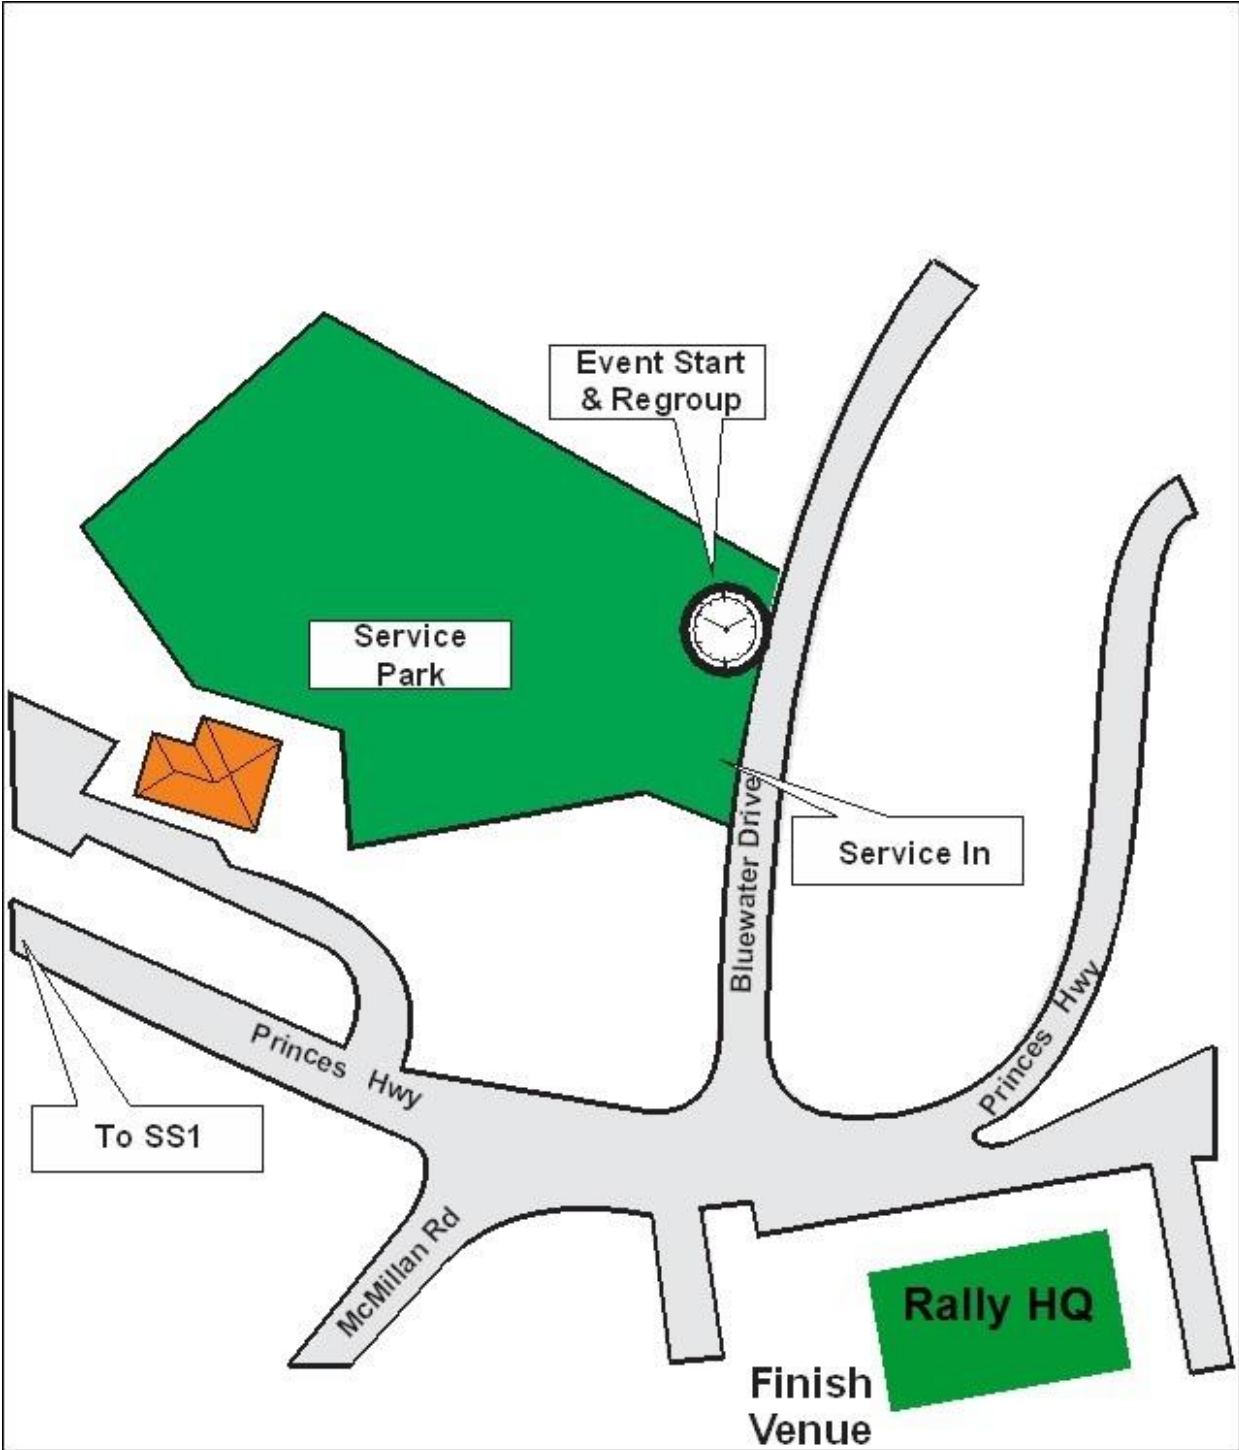 Event Start
& Regroup
Service
Park
Bluewater Drive
Service In
Princes Hwy
Princes Hwy
To SS1
McMillan Rd
Rally HQ
Finish
Venue